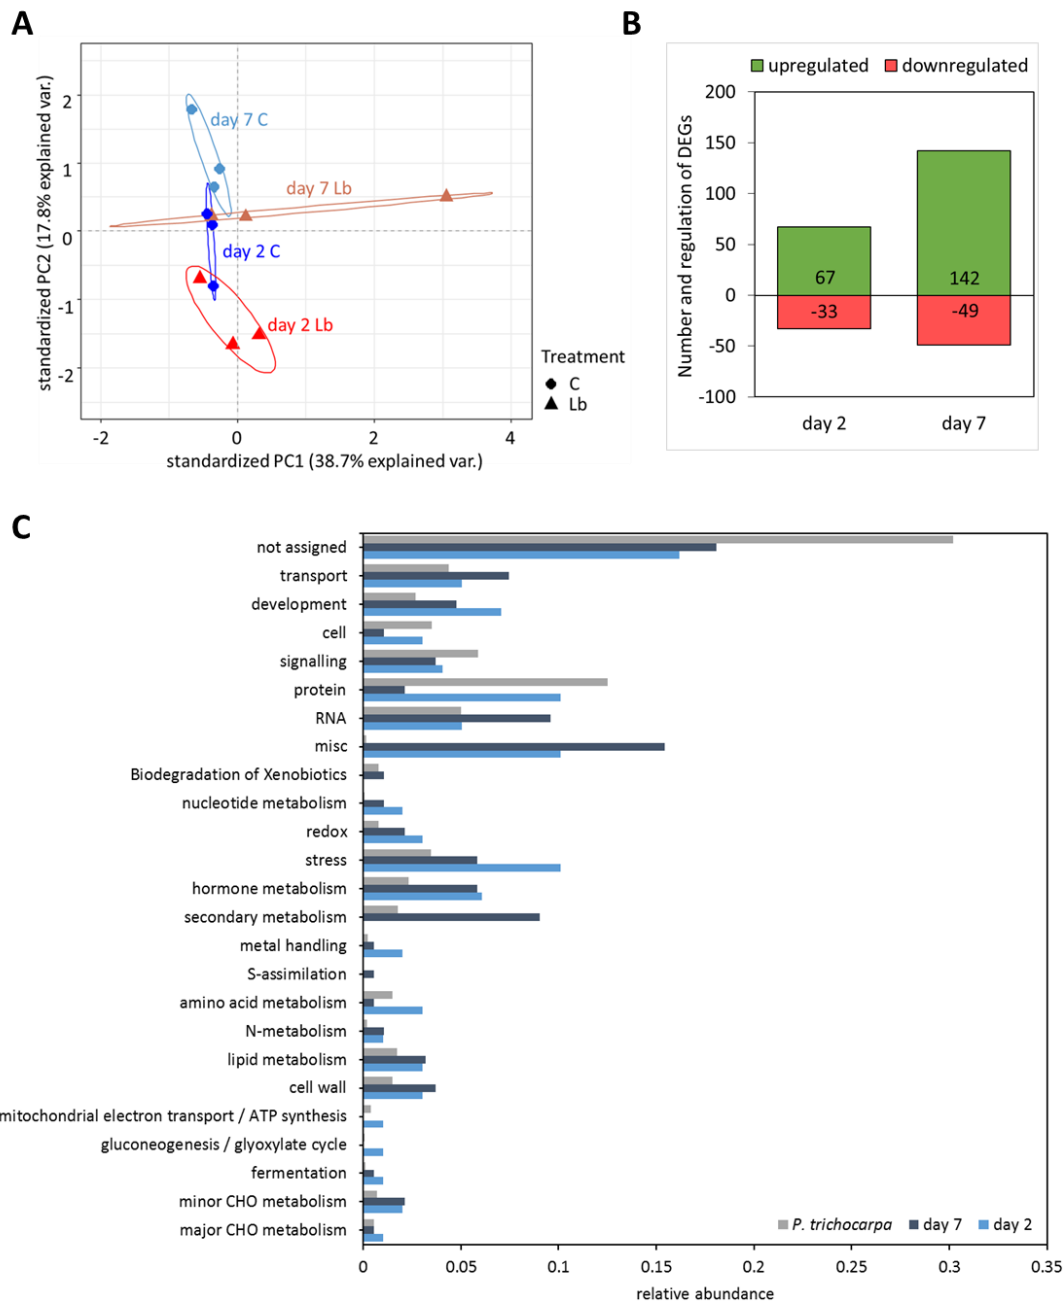 A
standardized PC2 (17.8% explained var.)
2
1
0
-1
-2
day 7 C
day 7 Lb
day 2 C
day 2 Lb
-2
0
2
4
standardized PC1 (38.7% explained var.)
Treatment
C
Lb
B
upregulated downregulated
Number and regulation of DEGs
200
150
100
50
0
-50
-100
67
142
-33
-49
day 2
day 7
C
not assigned
transport
development
cell
signalling
protein
RNA
misc
Biodegradation of Xenobiotics
nucleotide metabolism
redox
stress
hormone metabolism
secondary metabolism
metal handling
S-assimilation
amino acid metabolism
N-metabolism
lipid metabolism
cell wall
mitochondrial electron transport / ATP synthesis
gluconeogenesis / glyoxylate cycle
fermentation
minor CHO metabolism
major CHO metabolism
P. trichocarpa day 7 day 2
0 0.05 0.1 0.15 0.2 0.25 0.3 0.35
relative abundance